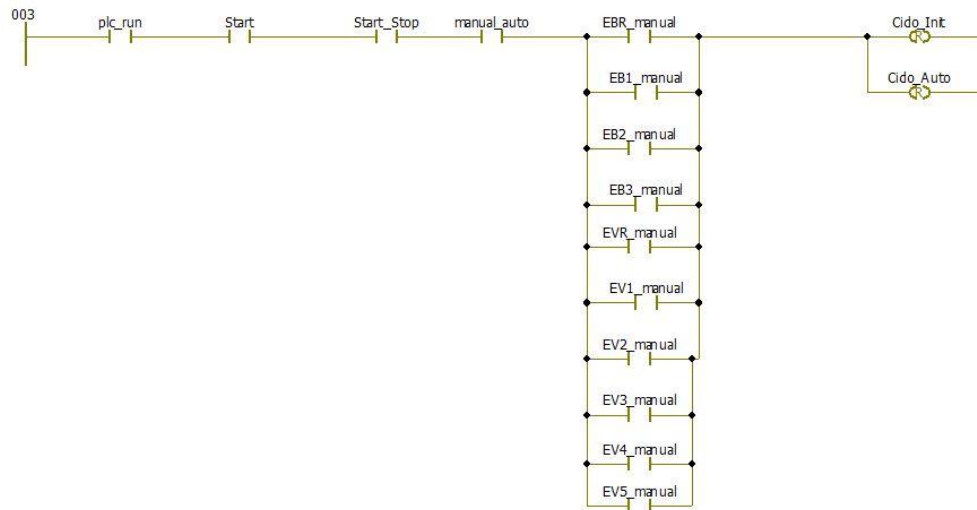 003
plc_run Start Start_Stop manual_auto EBR_manual Cido_Init
R
EB1_manual Cido_Auto
R
EB2_manual
EB3_manual
EVR_manual
EV1_manual
EV2_manual
EV3_manual
EV4_manual
EV5_manual